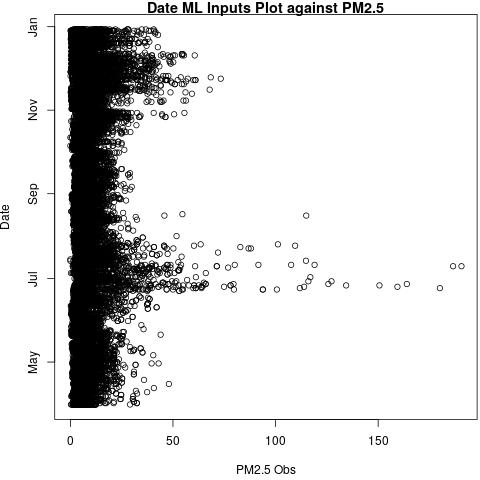 Date ML Inputs Plot against PM2.5
Jan
Nov
Sep
Jul
May
Date
0 50 100 150
PM2.5 Obs